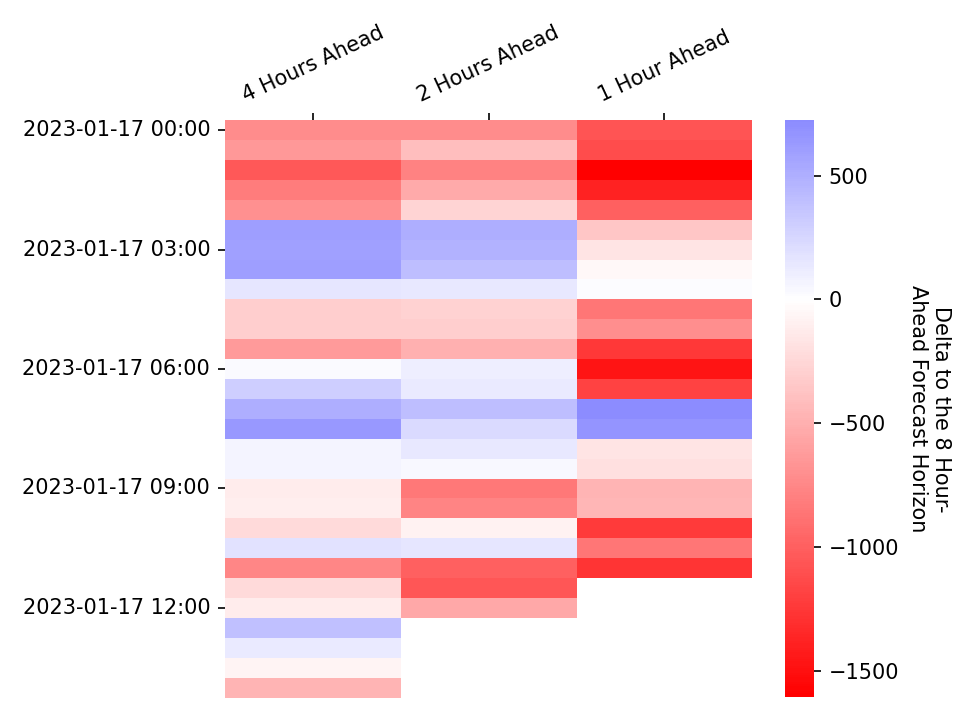 4 Hours Ahead
2 Hours Ahead
1 Hour Ahead
2023-01-17 00:00
2023-01-17 03:00
2023-01-17 06:00
2023-01-17 09:00
2023-01-17 12:00
500
0
−500
−1000
−1500
Delta to the 8 Hour-
Ahead Forecast Horizon